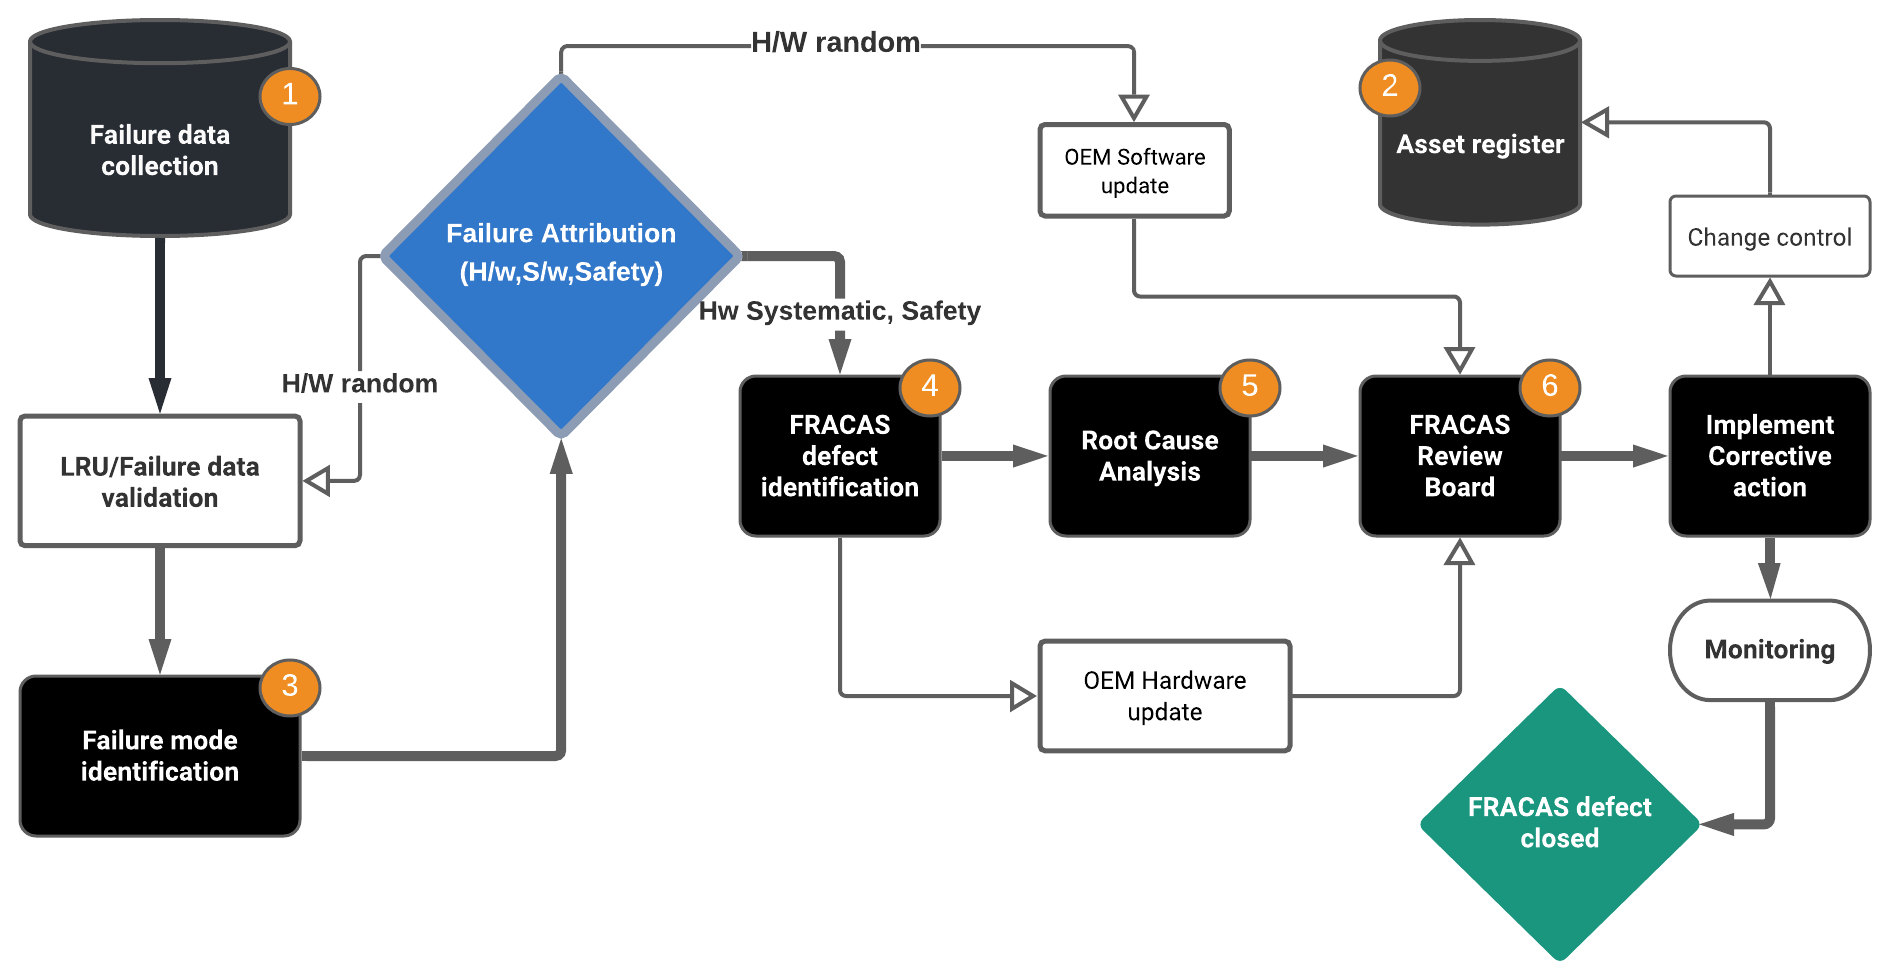 H/W random
1
Failure data
collection
2
Asset register
OEM Software
update
Failure Attribution
(H/w,S/w,Safety)
Change control
Hw Systematic, Safety
H/W random
LRU/Failure data
validation
4
FRACAS
defect
identification
5
Root Cause
Analysis
6
FRACAS
Review
Board
Implement
Corrective
action
3
Failure mode
identification
OEM Hardware
update
Monitoring
FRACAS defect
closed